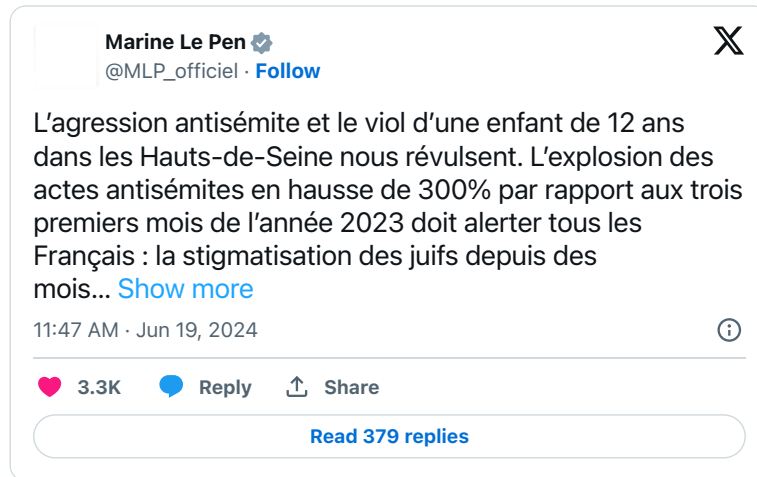 Marine Le Pen
@MLP_officiel · Follow
L’agression antisémite et le viol d’une enfant de 12 ans
dans les Hauts-de-Seine nous révulsent. L’explosion des
actes antisémites en hausse de 300% par rapport aux trois
premiers mois de l’année 2023 doit alerter tous les
Français : la stigmatisation des juifs depuis des
mois... Show more
11:47 AM · Jun 19, 2024
3.3K Reply Share
Read 379 replies